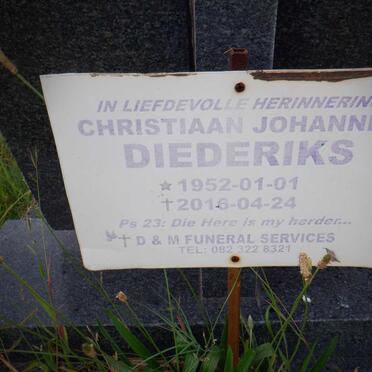 IN LIEFDEVOLLE HERINNERING
CHRISTIAAN JOHANNE
DIEDERIKS
☆ 1952-01-01
† 2016-04-24
Ps 23: Die Here is my herder...
† D & M FUNERAL SERVICES
TEL: 082 322 8321